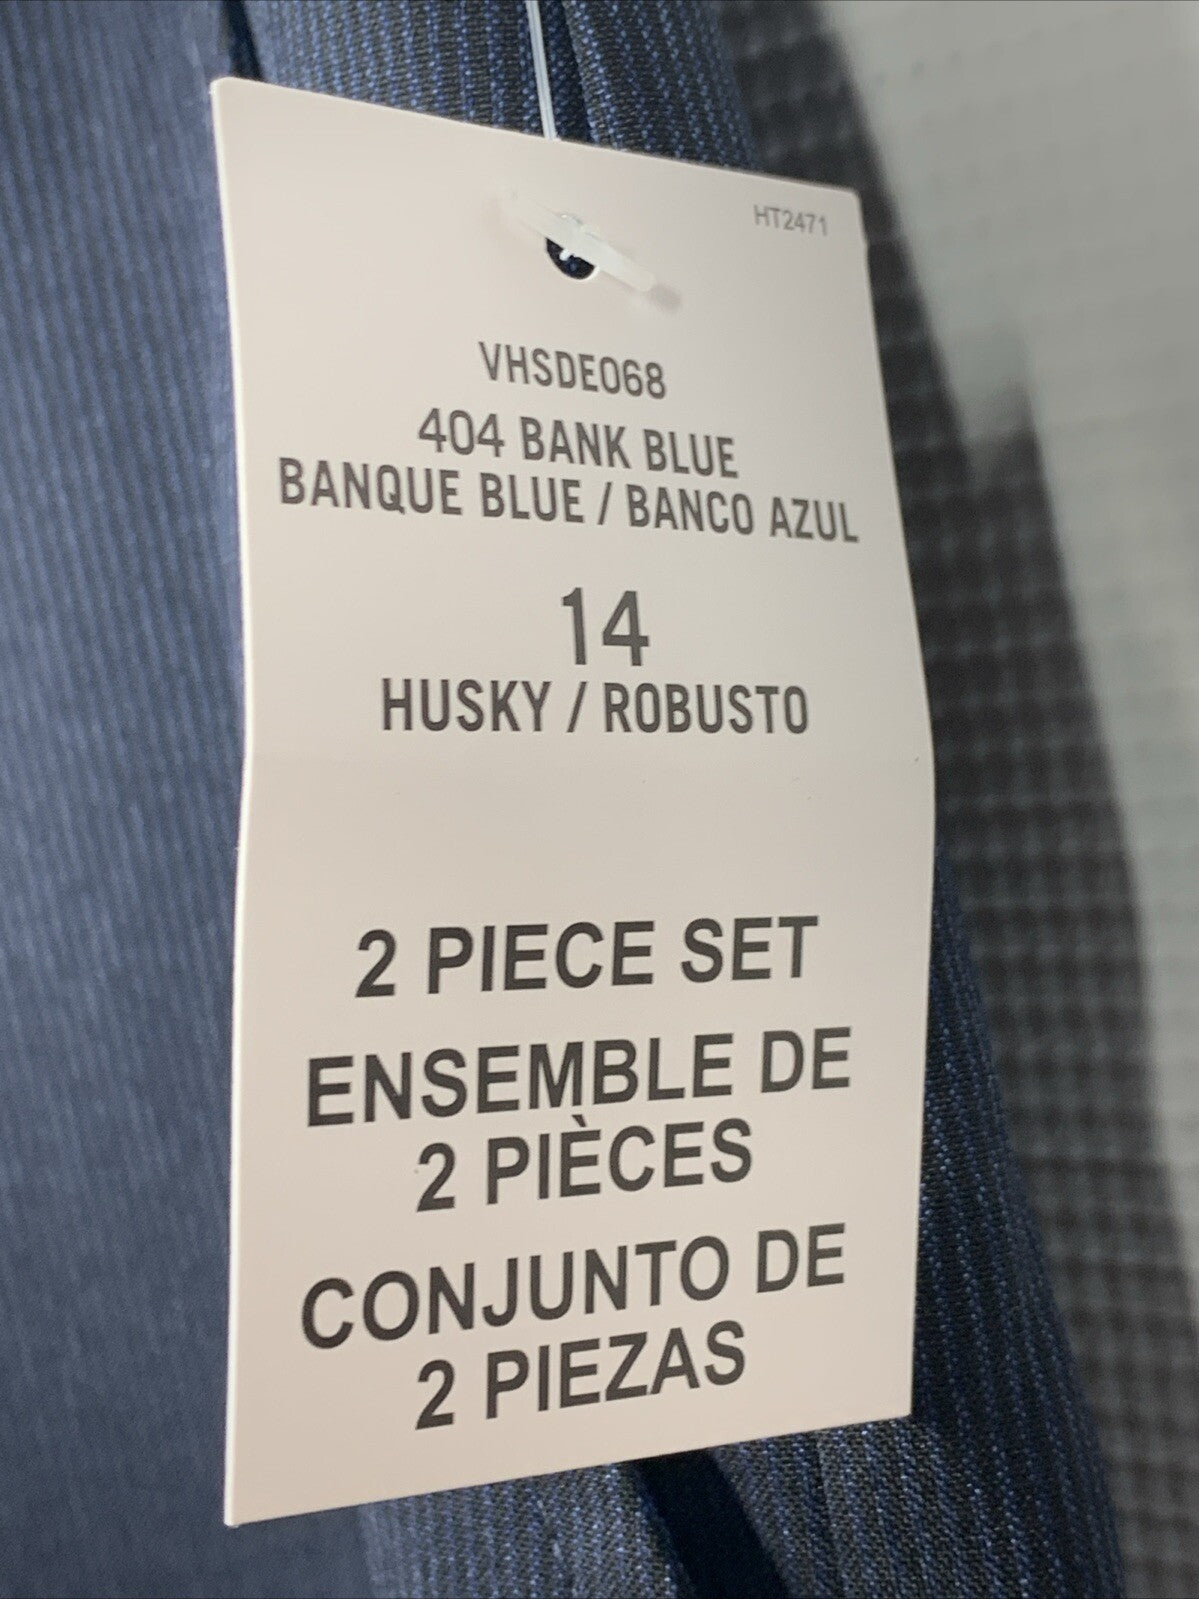 HT2471
VHSDE068
404 BANK BLUE
BANQUE BLUE / BANCO AZUL
14
HUSKY / ROBUSTO
2 PIECE SET
ENSEMBLE DE
2 PIÈCES
CONJUNTO DE
2 PIEZAS